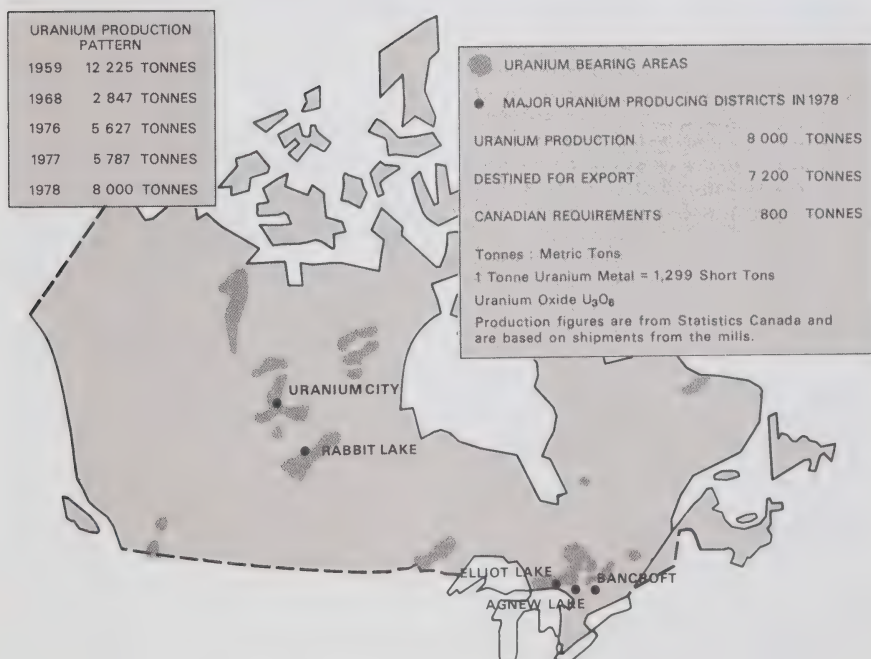 URANIUM PRODUCTION
PATTERN
1959 12 225 TONNES
1968 2 847 TONNES
1976 5 627 TONNES
1977 5 787 TONNES
1978 8 000 TONNES
URANIUM BEARING AREAS
MAJOR URANIUM PRODUCING DISTRICTS IN 1978
URANIUM PRODUCTION 8 000 TONNES
DESTINED FOR EXPORT 7 200 TONNES
CANADIAN REQUIREMENTS 800 TONNES
Tonnes : Metric Tons
1 Tonne Uranium Metal = 1,299 Short Tons
Uranium Oxide U₃O₈
Production figures are from Statistics Canada and
are based on shipments from the mills.
URANIUM CITY
RABBIT LAKE
ELLIOT LAKE
BANCROFT
AGNEW LAKE